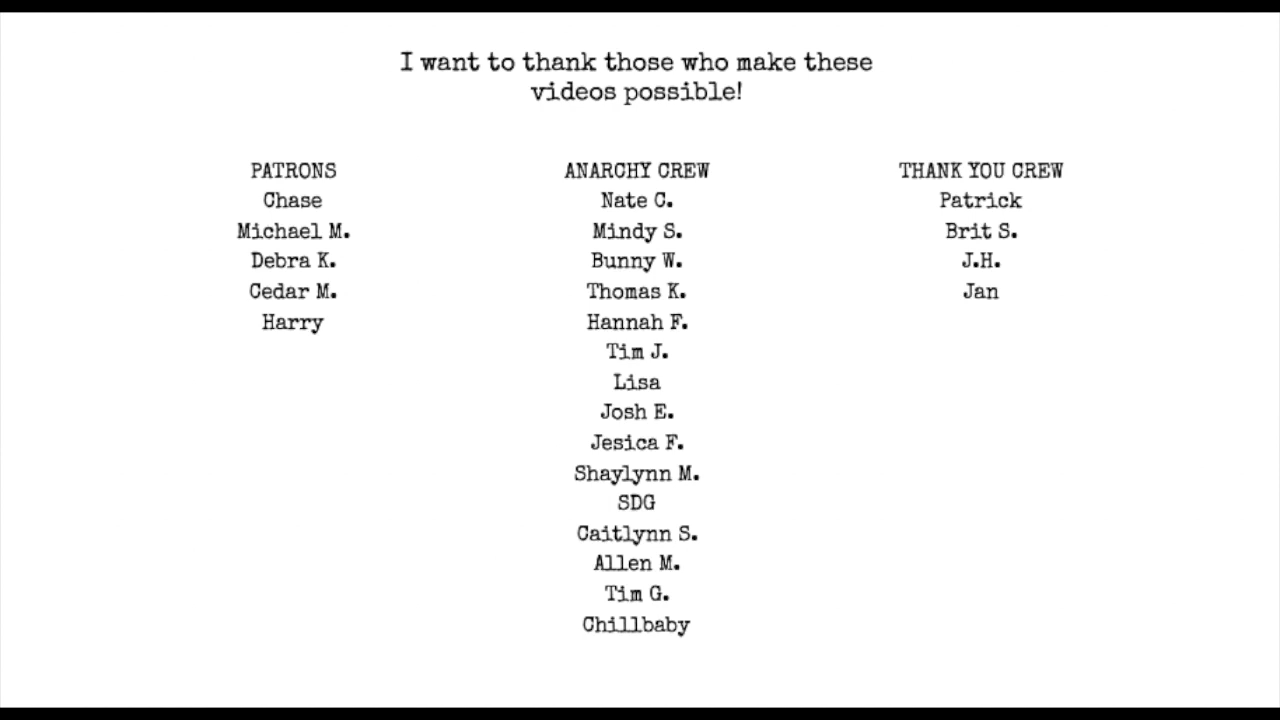 I want to thank those who make these
videos possible!
PATRONS
Chase
Michael M.
Debra K.
Cedar M.
Harry
ANARCHY CREW
Nate C.
Mindy S.
Bunny W.
Thomas K.
Hannah F.
Tim J.
Lisa
Josh E.
Jesica F.
Shaylynn M.
SDG
Caitlynn S.
Allen M.
Tim G.
Chillbaby
THANK YOU CREW
Patrick
Brit S.
J.H.
Jan